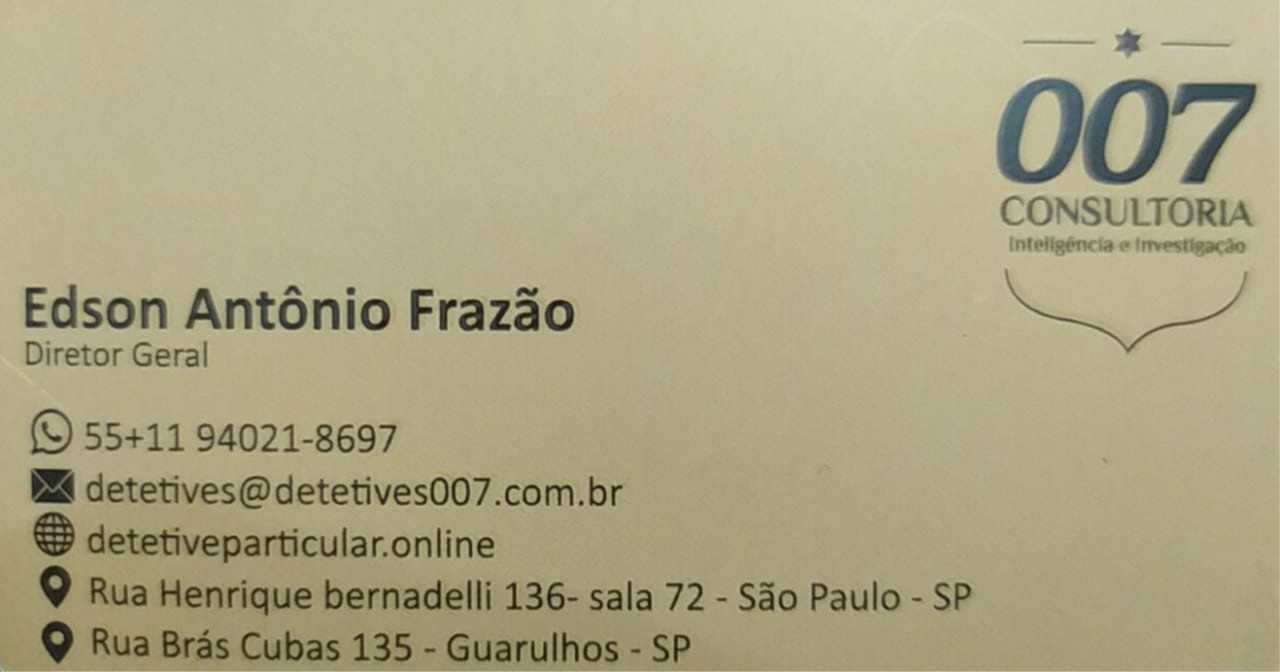 007
CONSULTORIA
Inteligência e Investigação
Edson Antônio Frazão
Diretor Geral
55+11 94021-8697
detetives@detetives007.com.br
detetiveparticular.online
Rua Henrique bernadelli 136- sala 72 - São Paulo - SP
Rua Brás Cubas 135 - Guarulhos - SP